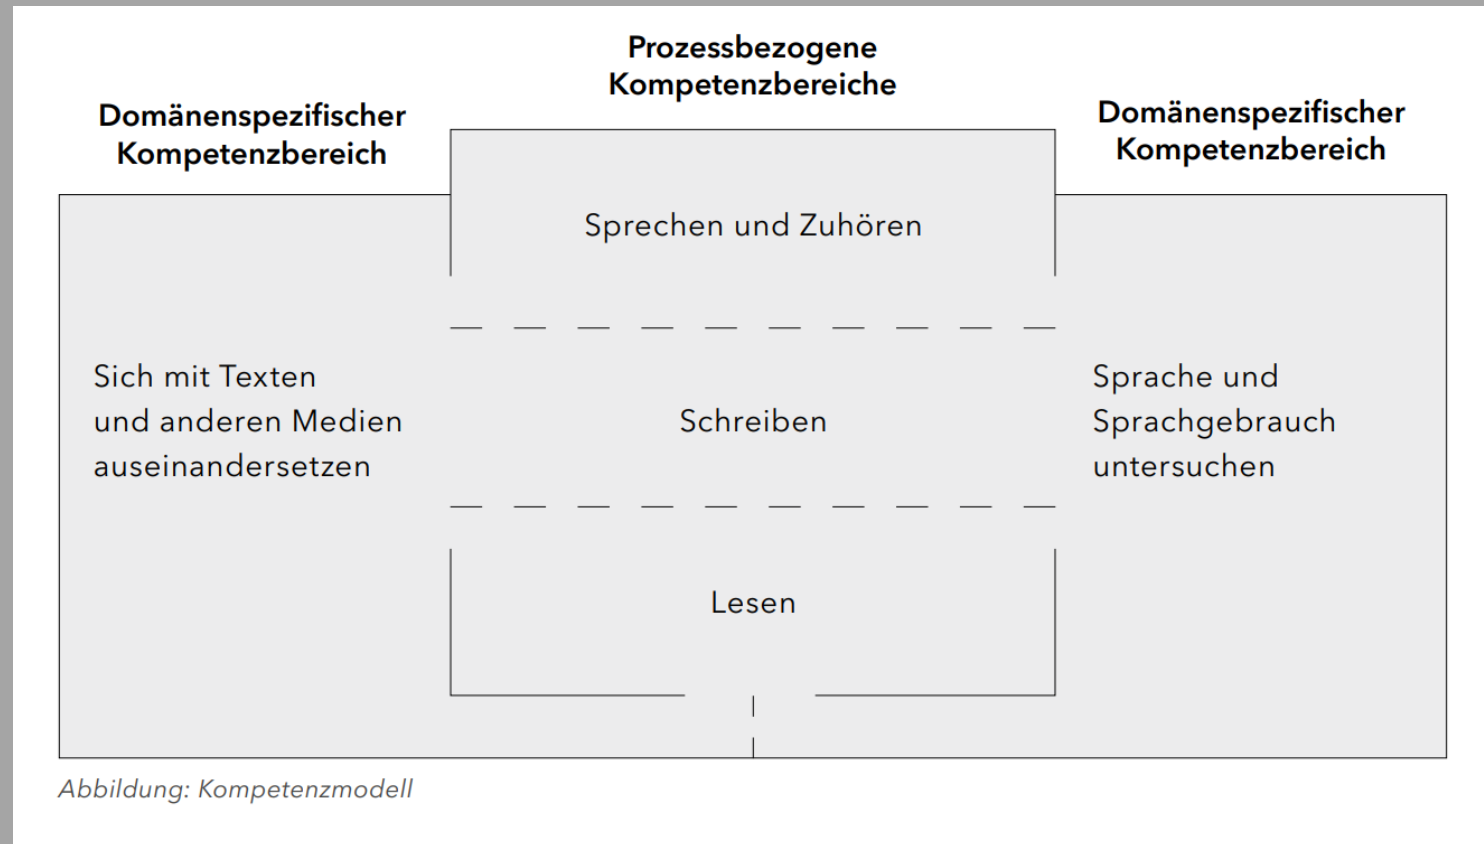 Prozessbezogene
Kompetenzbereiche
Domänenspezifischer
Kompetenzbereich
Domänenspezifischer
Kompetenzbereich
Sprechen und Zuhören
Sich mit Texten
und anderen Medien
auseinandersetzen
Schreiben
Sprache und
Sprachgebrauch
untersuchen
Lesen
Abbildung: Kompetenzmodell